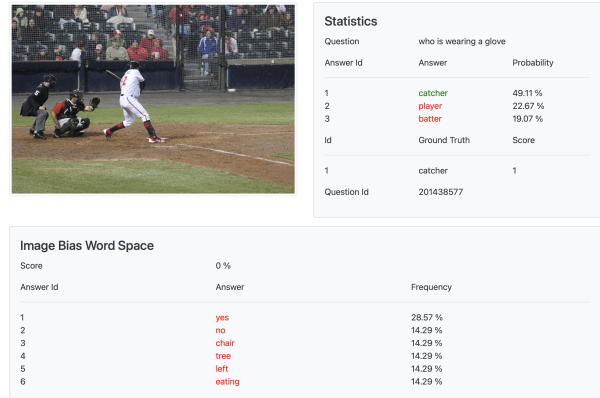 Statistics
Question who is wearing a glove
Answer Id Answer Probability
1 catcher 49.11 %
2 player 22.67 %
3 batter 19.07 %
Id Ground Truth Score
1 catcher 1
Question Id 201438577
Image Bias Word Space
Score 0 %
Answer Id Answer Frequency
1 yes 28.57 %
2 no 14.29 %
3 chair 14.29 %
4 tree 14.29 %
5 left 14.29 %
6 eating 14.29 %